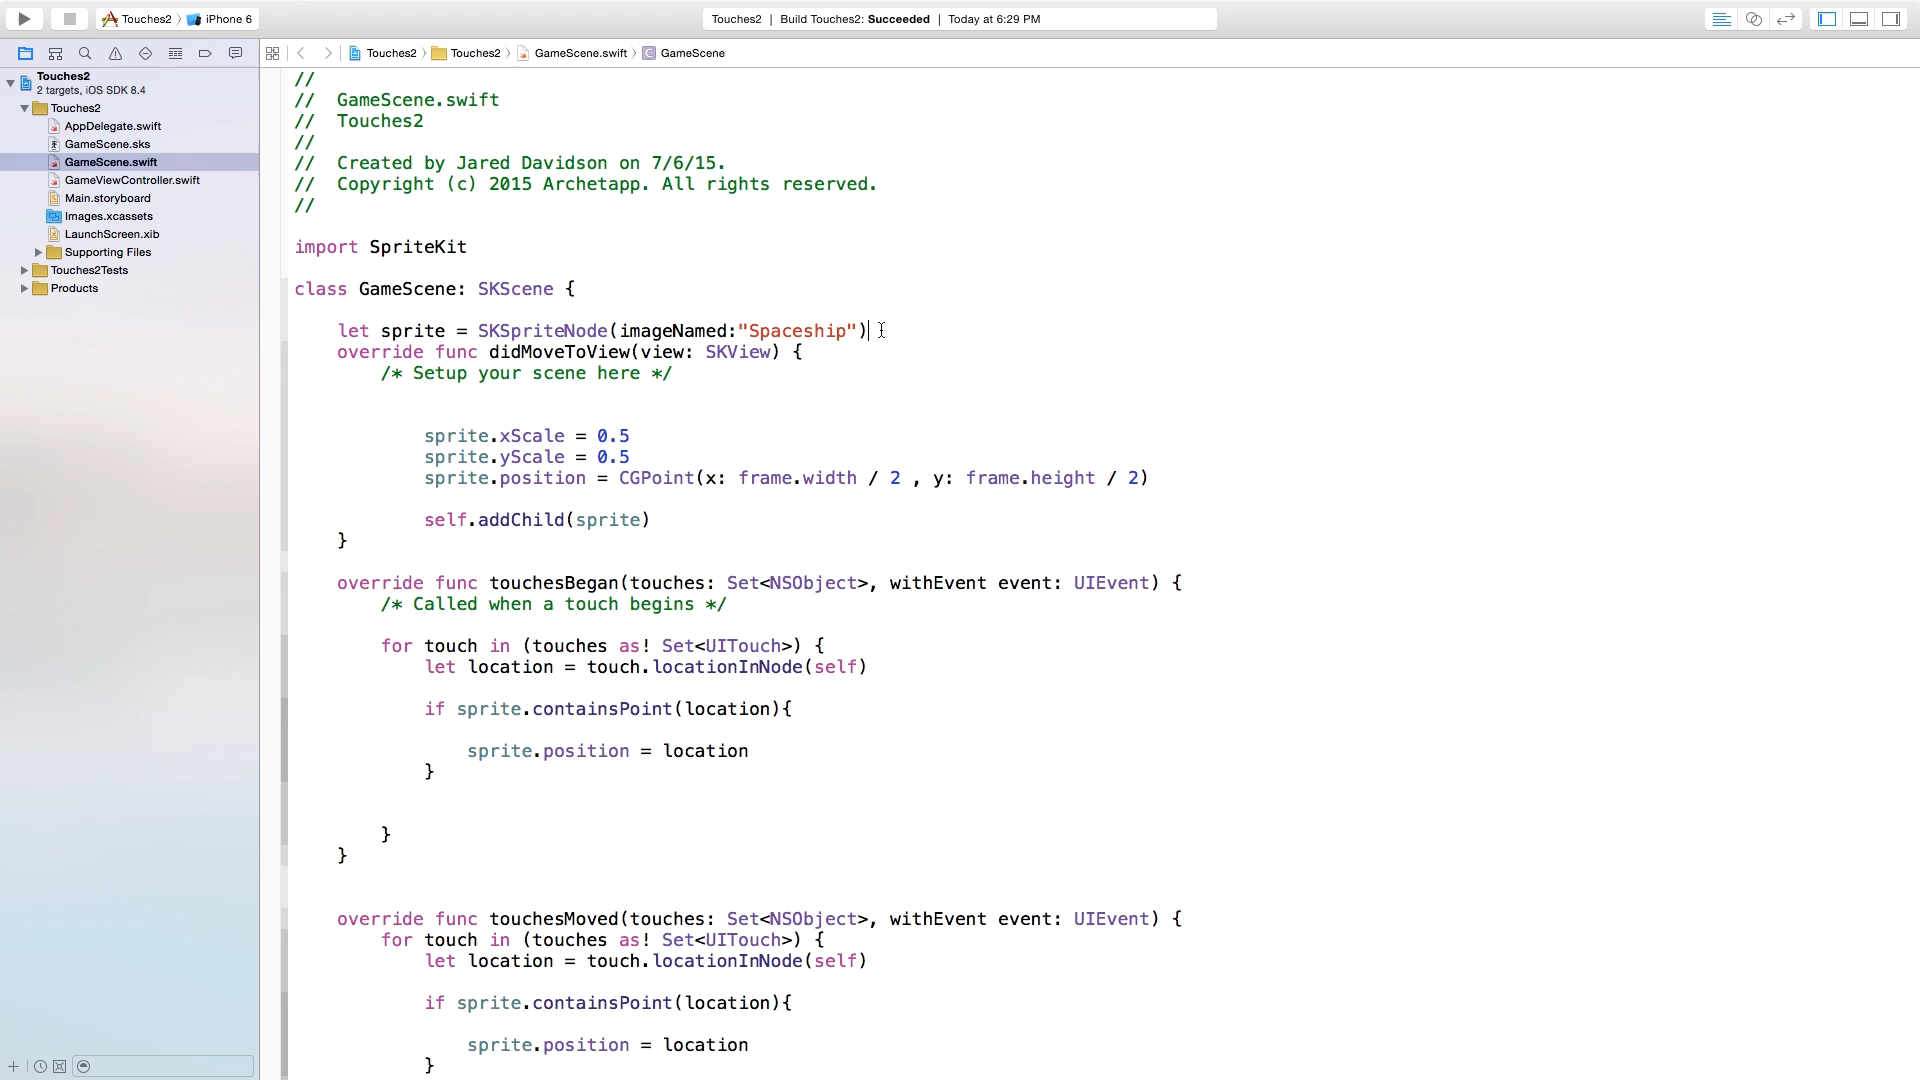 Touches2 〉 iPhone 6
Touches2 | Build Touches2: Succeeded | Today at 6:29 PM
Touches2 〉 Touches2 〉 GameScene.swift 〉 C GameScene
Touches2
2 targets, iOS SDK 8.4
Touches2
AppDelegate.swift
GameScene.sks
GameScene.swift
GameViewController.swift
Main.storyboard
Images.xcassets
LaunchScreen.xib
Supporting Files
Touches2Tests
Products
//
//  GameScene.swift
//  Touches2
//
//  Created by Jared Davidson on 7/6/15.
//  Copyright (c) 2015 Archetapp. All rights reserved.
//
import SpriteKit
class GameScene: SKScene {
let sprite = SKSpriteNode(imageNamed:"Spaceship")
override func didMoveToView(view: SKView) {
/* Setup your scene here */
sprite.xScale = 0.5
sprite.yScale = 0.5
sprite.position = CGPoint(x: frame.width / 2 , y: frame.height / 2)
self.addChild(sprite)
}
override func touchesBegan(touches: Set<NSObject>, withEvent event: UIEvent) {
/* Called when a touch begins */
for touch in (touches as! Set<UITouch>) {
let location = touch.locationInNode(self)
if sprite.containsPoint(location){
sprite.position = location
}
}
}
override func touchesMoved(touches: Set<NSObject>, withEvent event: UIEvent) {
for touch in (touches as! Set<UITouch>) {
let location = touch.locationInNode(self)
if sprite.containsPoint(location){
sprite.position = location
}